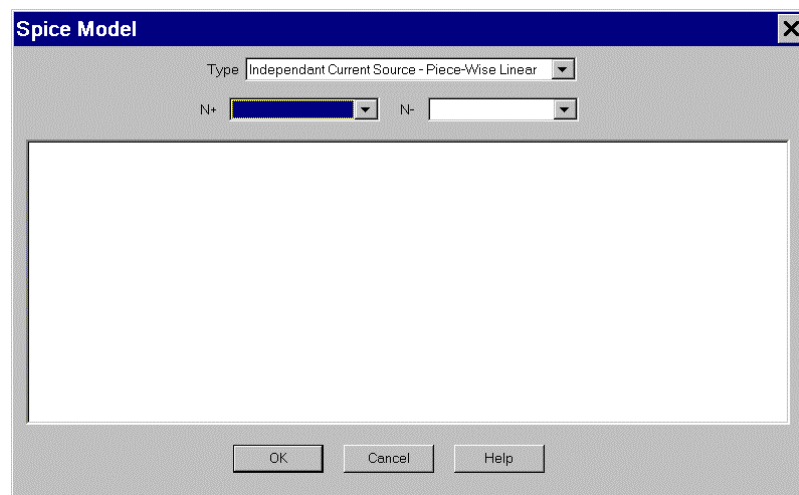 Spice Model
Type Independant Current Source - Piece-Wise Linear
N+ N-
OK Cancel Help